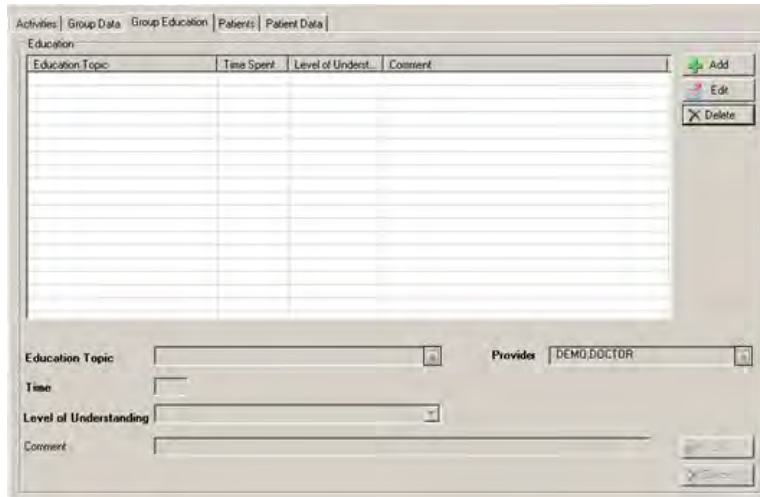 Activities Group Data Group Education Patients Patient Data
Education
Education Topic Time Spent Level of Underst... Comment
Add
Edit
Delete
Education Topic Provider DEMO,DOCTOR
Time
Level of Understanding
Comment